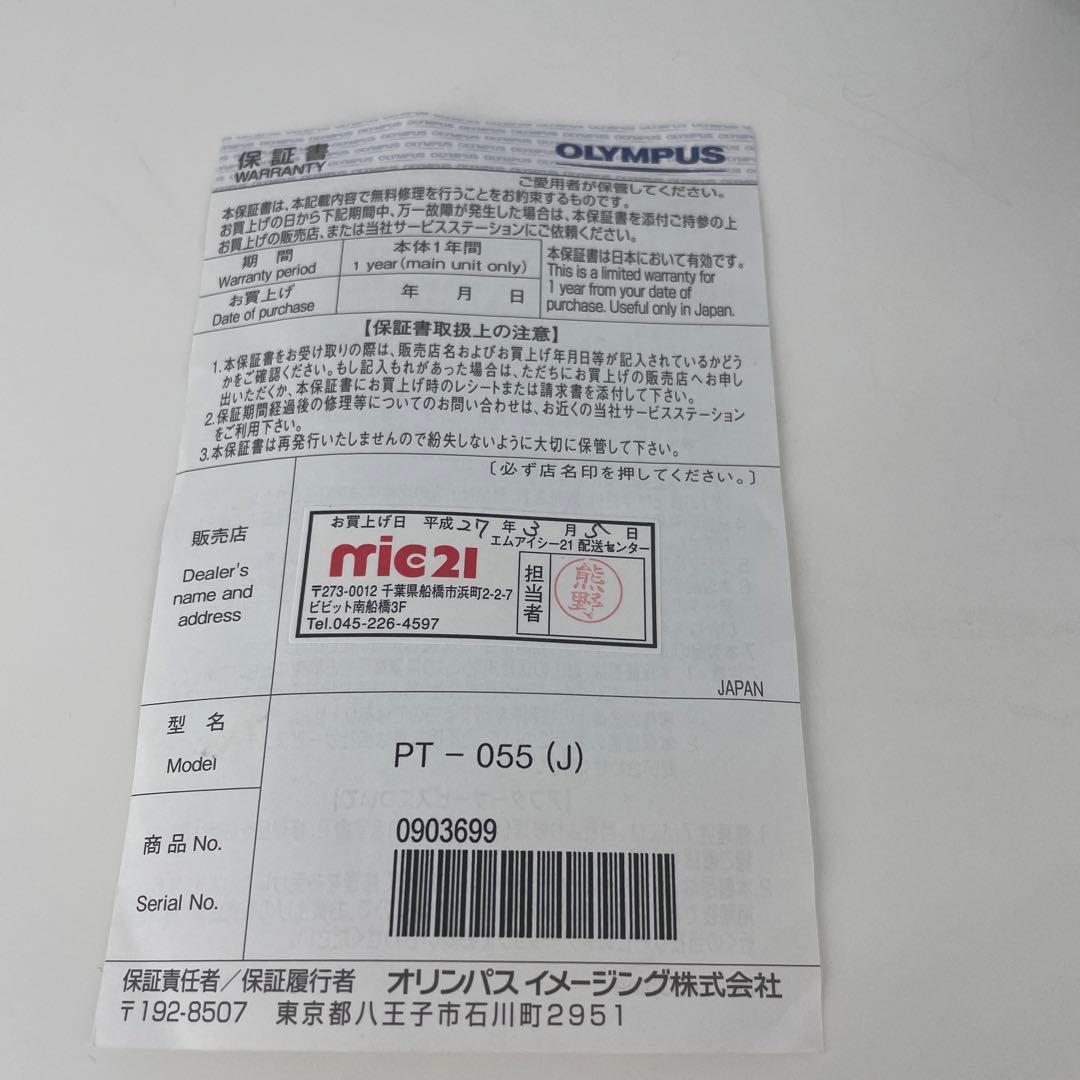 保証書
WARRANTY
OLYMPUS
ご愛用者が保管してください。
本保証書は、本記載内容で無料修理を行うことをお約束するものです。
お買上げの日から下記期間中、万一故障が発生した場合は、本保証書を添付ご持参の上
お買上げの販売店、または当社サービスステーションにご依頼ください。
期間
Warranty period
本体1年間
1 year (main unit only)
お買上げ
Date of purchase
年 月 日
本保証書は日本において有効です。
This is a limited warranty for
1 year from your date of
purchase. Useful only in Japan.
【保証書取扱上の注意】
1.本保証書をお受け取りの際は、販売店名およびお買上げ年月日等が記入されているかどう
かをご確認ください。もし記入もれがあった場合は、ただちにお買上げの販売店へお申し
出いただくか、本保証書にお買上げ時のレシートまたは請求書を添付して下さい。
2.保証期間経過後の修理等についてのお問い合わせは、お近くの当社サービスステーション
をご利用下さい。
3.本保証書は再発行いたしませんので紛失しないように大切に保管して下さい。
〔必ず店名印を押してください。〕
販売店
Dealer's
name and
address
お買上げ日 平成27年3月5日
mic21
エムアイシー21 配送センター
〒273-0012 千葉県船橋市浜町2-2-7
ビビット南船橋3F
Tel.045-226-4597
担当者
熊野
JAPAN
型名
Model
PT − 055 (J)
商品No.
Serial No.
0903699
保証責任者／保証履行者 オリンパスイメージング株式会社
〒192-8507 東京都八王子市石川町2951